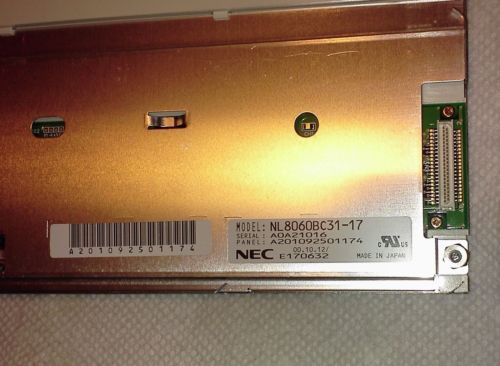 MODEL: NL8060BC31-17
SERIAL: A0A21016
PANEL: A201092501174
00.10.12/
NEC E170632 MADE IN JAPAN
A201092501174